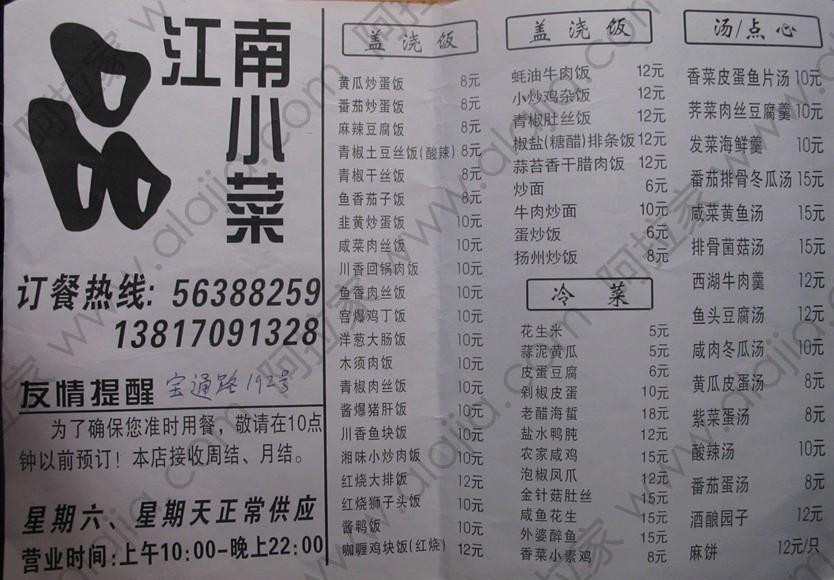 江南
小
菜
订餐热线: 56388259
13817091328
友情提醒 宝通路192号
为了确保您准时用餐，敬请在10点
钟以前预订！本店接收周结、月结。
星期六、星期天正常供应
营业时间:上午10:00-晚上22:00
盖浇饭
黄瓜炒蛋饭 8元
番茄炒蛋饭 8元
麻辣豆腐饭 8元
青椒土豆丝饭(酸辣) 8元
青椒干丝饭 8元
鱼香茄子饭 8元
韭黄炒蛋饭 10元
咸菜肉丝饭 10元
川香回锅肉饭 10元
鱼香肉丝饭 10元
宫爆鸡丁饭 10元
洋葱大肠饭 10元
木须肉饭 10元
青椒肉丝饭 10元
酱爆猪肝饭 10元
川香鱼块饭 10元
湘味小炒肉饭 10元
红烧大排饭 12元
红烧狮子头饭 10元
酱鸭饭 10元
咖喱鸡块饭(红烧) 12元
盖浇饭
蚝油牛肉饭 12元
小炒鸡杂饭 12元
青椒肚丝饭 12元
椒盐(糖醋)排条饭 12元
蒜苔香干腊肉饭 12元
炒面 6元
牛肉炒面 10元
蛋炒饭 6元
扬州炒饭 8元
冷菜
花生米 5元
蒜泥黄瓜 5元
皮蛋豆腐 6元
剁椒皮蛋 10元
老醋海蜇 18元
盐水鸭肫 12元
农家咸鸡 15元
泡椒凤爪 12元
金针菇肚丝 15元
咸鱼花生 15元
外婆醉鱼 15元
香菜小素鸡 8元
汤/点心
香菜皮蛋鱼片汤 10元
荠菜肉丝豆腐羹 10元
发菜海鲜羹 10元
番茄排骨冬瓜汤 15元
咸菜黄鱼汤 15元
排骨菌菇汤 15元
西湖牛肉羹 12元
鱼头豆腐汤 12元
咸肉冬瓜汤 10元
黄瓜皮蛋汤 8元
紫菜蛋汤 8元
酸辣汤 10元
番茄蛋汤 8元
酒酿园子 12元
麻饼 12元/只
阿拉家 www.alajia.com